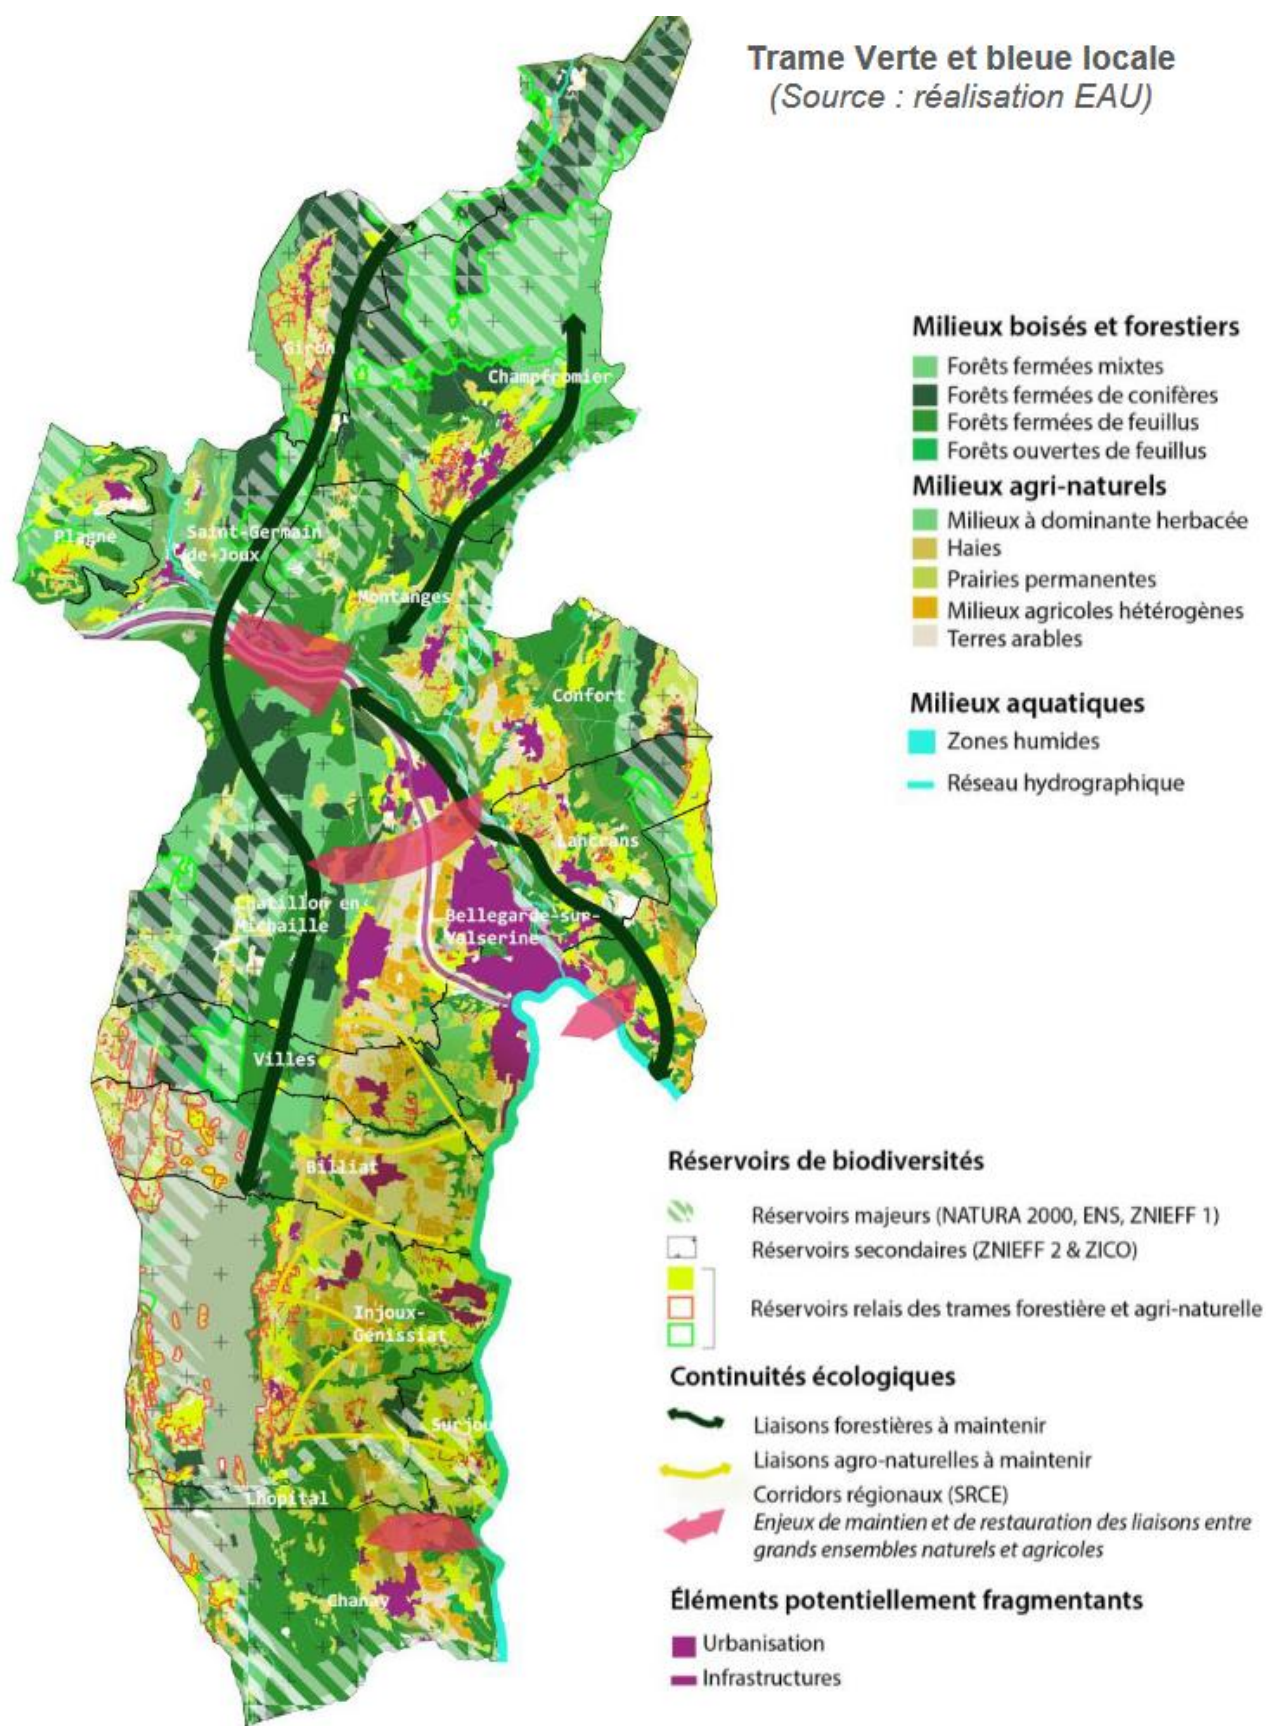 Trame Verte et bleue locale
(Source : réalisation EAU)
Giron
Champfromier
Plagne
Saint-Germain
de-Joux
Montanges
Confort
Lancrans
Chatillon en
Michaille
Bellegarde-sur-
Valserine
Villes
Billiat
Injoux-
Génissiat
Surjou
Lhopital
Chanay
Milieux boisés et forestiers
Forêts fermées mixtes
Forêts fermées de conifères
Forêts fermées de feuillus
Forêts ouvertes de feuillus
Milieux agri-naturels
Milieux à dominante herbacée
Haies
Prairies permanentes
Milieux agricoles hétérogènes
Terres arables
Milieux aquatiques
Zones humides
Réseau hydrographique
Réservoirs de biodiversités
Réservoirs majeurs (NATURA 2000, ENS, ZNIEFF 1)
Réservoirs secondaires (ZNIEFF 2 & ZICO)
Réservoirs relais des trames forestière et agri-naturelle
Continuités écologiques
Liaisons forestières à maintenir
Liaisons agro-naturelles à maintenir
Corridors régionaux (SRCE)
Enjeux de maintien et de restauration des liaisons entre
grands ensembles naturels et agricoles
Éléments potentiellement fragmentants
Urbanisation
Infrastructures